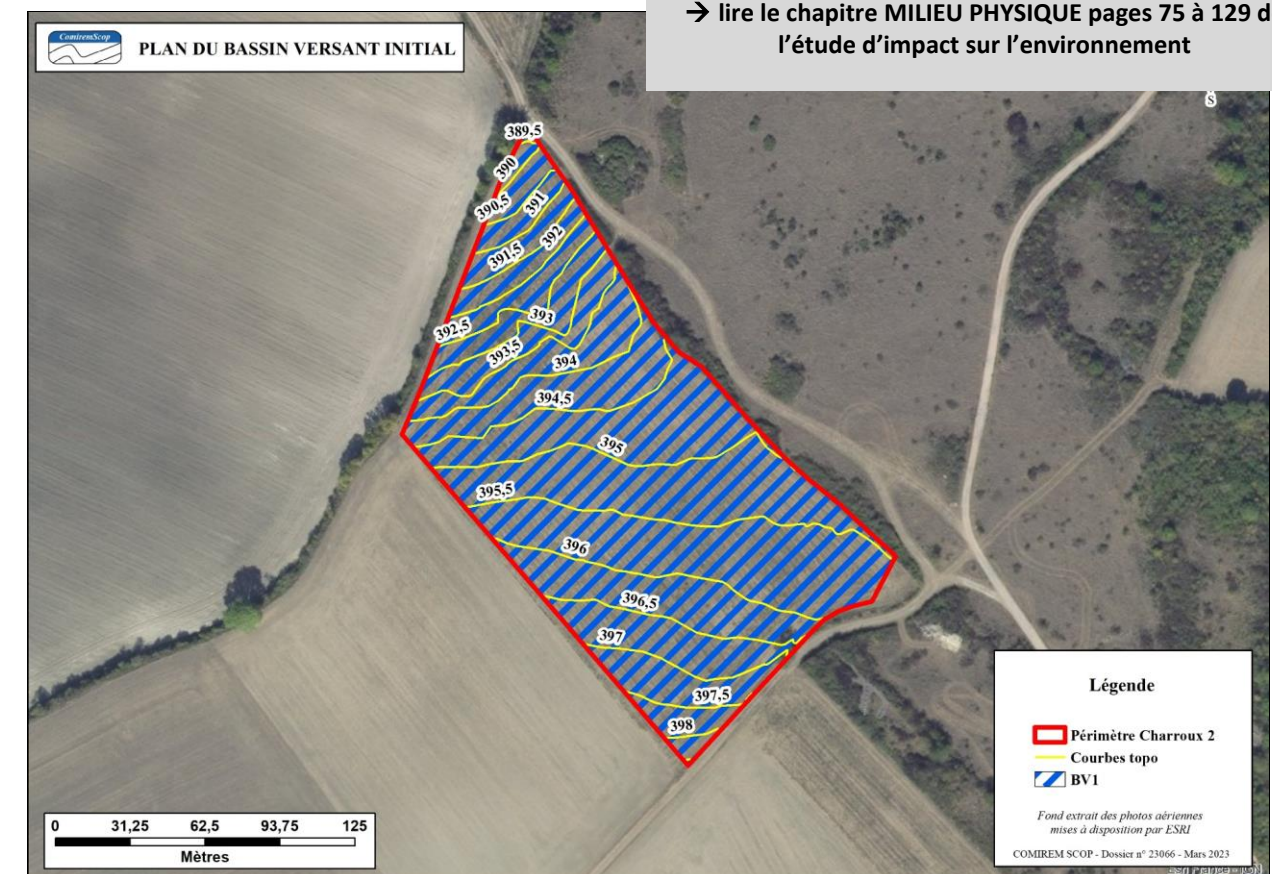 → lire le chapitre MILIEU PHYSIQUE pages 75 à 129 d
l'étude d'impact sur l'environnement
ComiremScop
PLAN DU BASSIN VERSANT INITIAL
S
389,5
390
390,5
391
391,5
392
392,5
393
393,5
394
394,5
395
395,5
396
396,5
397
397,5
398
Légende
Périmètre Charroux 2
Courbes topo
BV1
Fond extrait des photos aériennes
mises à disposition par ESRI
COMIREM SCOP - Dossier n° 23066 - Mars 2023
0 31,25 62,5 93,75 125
Mètres